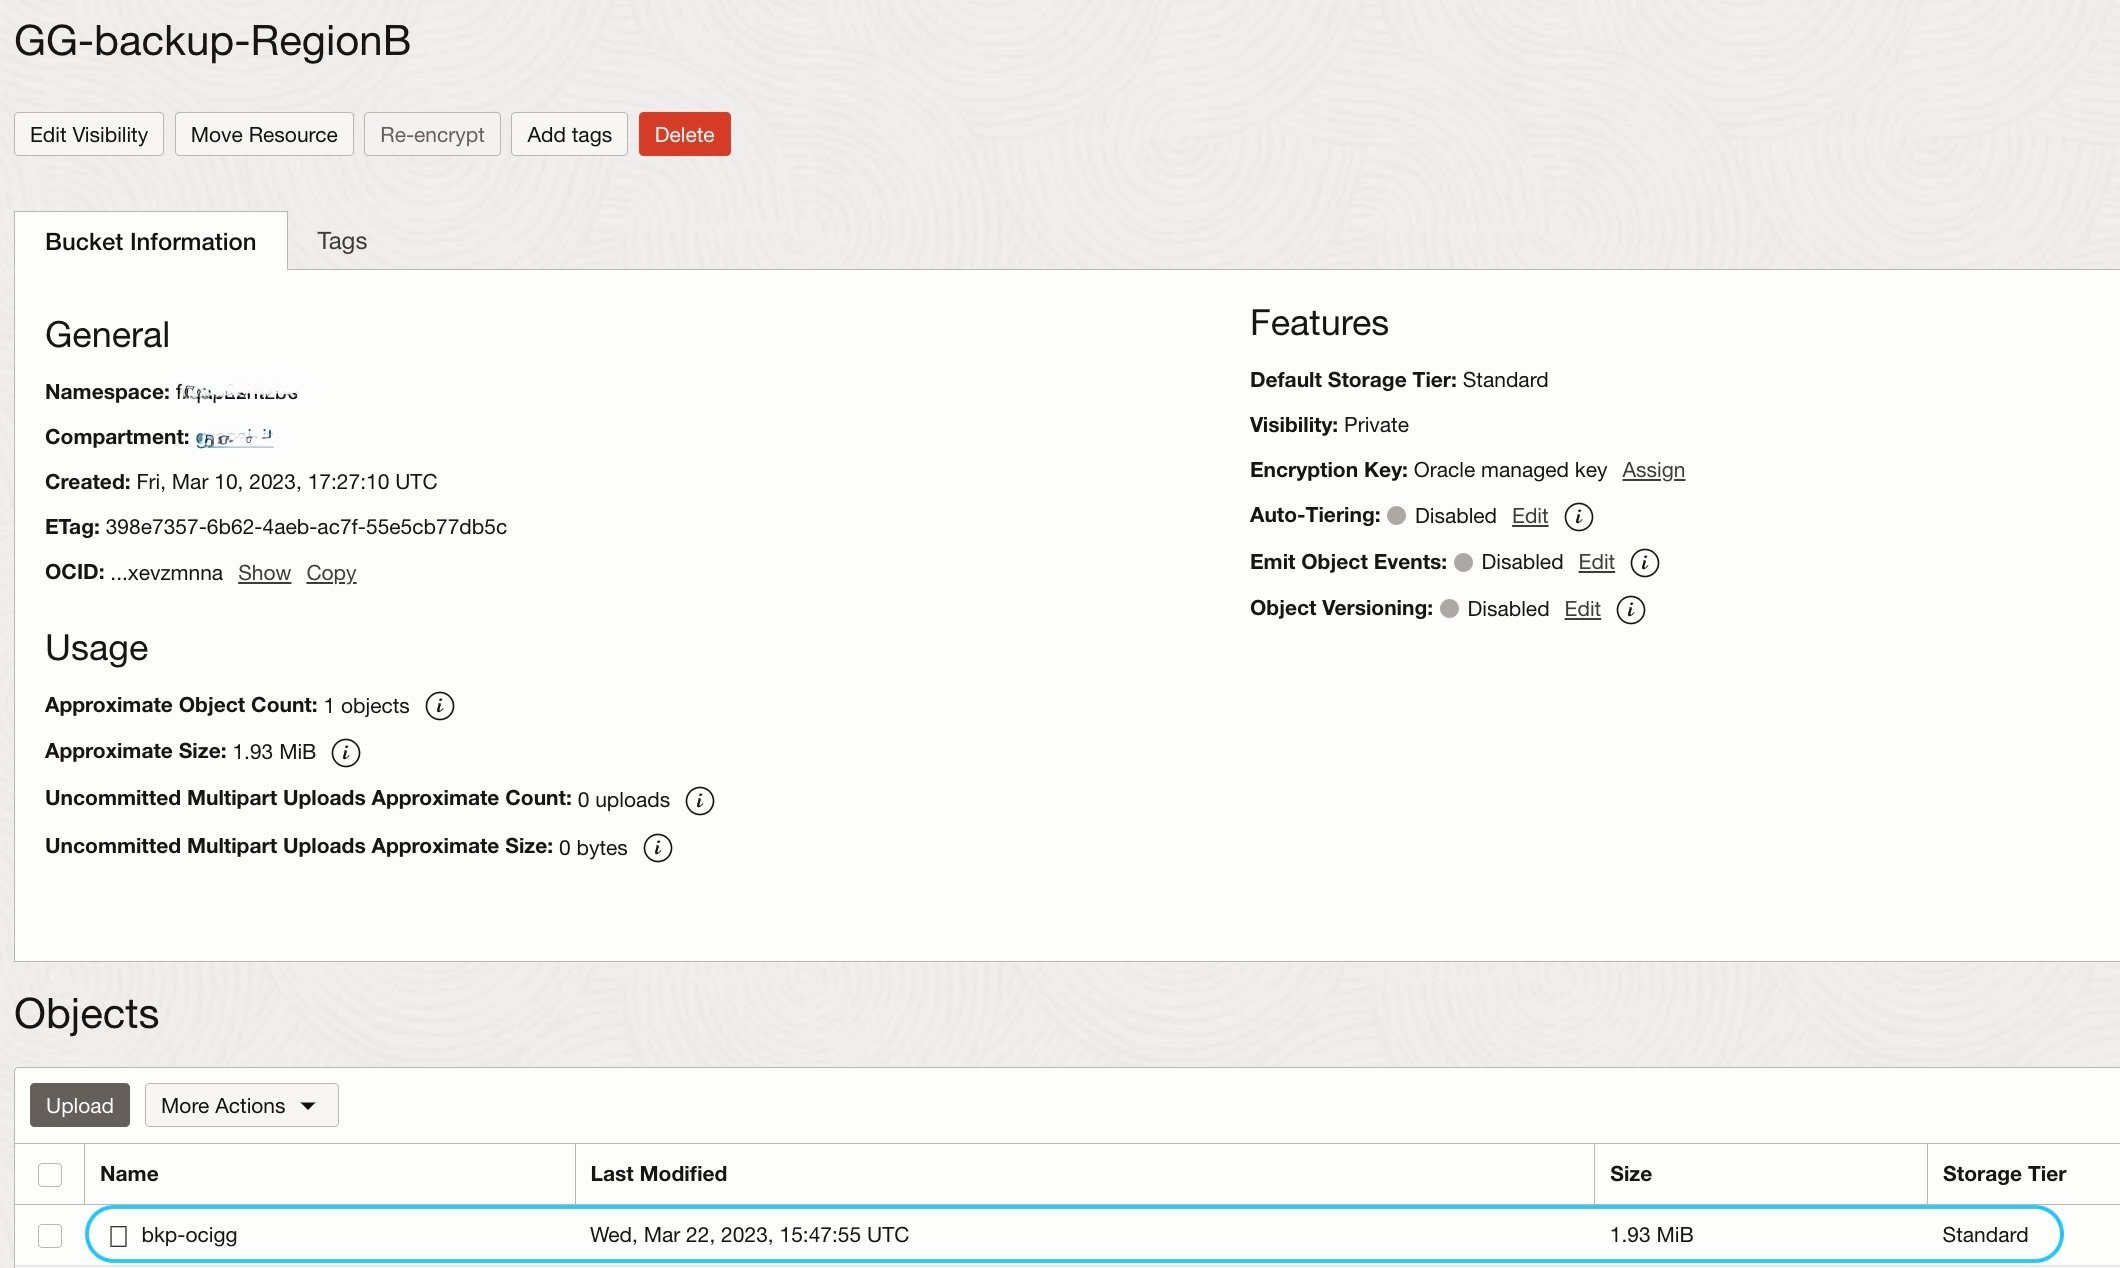 GG-backup-RegionB
Edit Visibility Move Resource Re-encrypt Add tags Delete
Bucket Information Tags
General
Namespace:
Compartment:
Created: Fri, Mar 10, 2023, 17:27:10 UTC
ETag: 398e7357-6b62-4aeb-ac7f-55e5cb77db5c
OCID: ...xevzmnna Show Copy
Usage
Approximate Object Count: 1 objects i
Approximate Size: 1.93 MiB i
Uncommitted Multipart Uploads Approximate Count: 0 uploads i
Uncommitted Multipart Uploads Approximate Size: 0 bytes i
Features
Default Storage Tier: Standard
Visibility: Private
Encryption Key: Oracle managed key Assign
Auto-Tiering: Disabled Edit i
Emit Object Events: Disabled Edit i
Object Versioning: Disabled Edit i
Objects
Upload More Actions
Name Last Modified Size Storage Tier
bkp-ocigg Wed, Mar 22, 2023, 15:47:55 UTC 1.93 MiB Standard